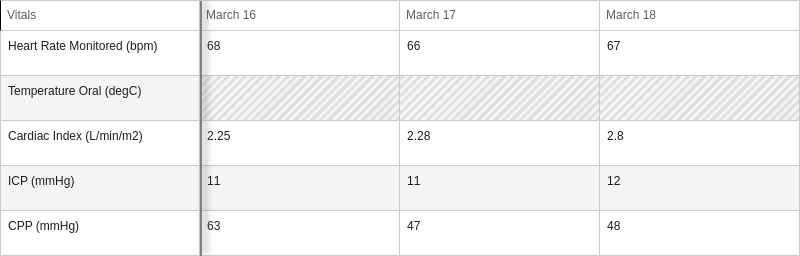 Vitals March 16 March 17 March 18
Heart Rate Monitored (bpm) 68 66 67
Temperature Oral (degC)
Cardiac Index (L/min/m2) 2.25 2.28 2.8
ICP (mmHg) 11 11 12
CPP (mmHg) 63 47 48